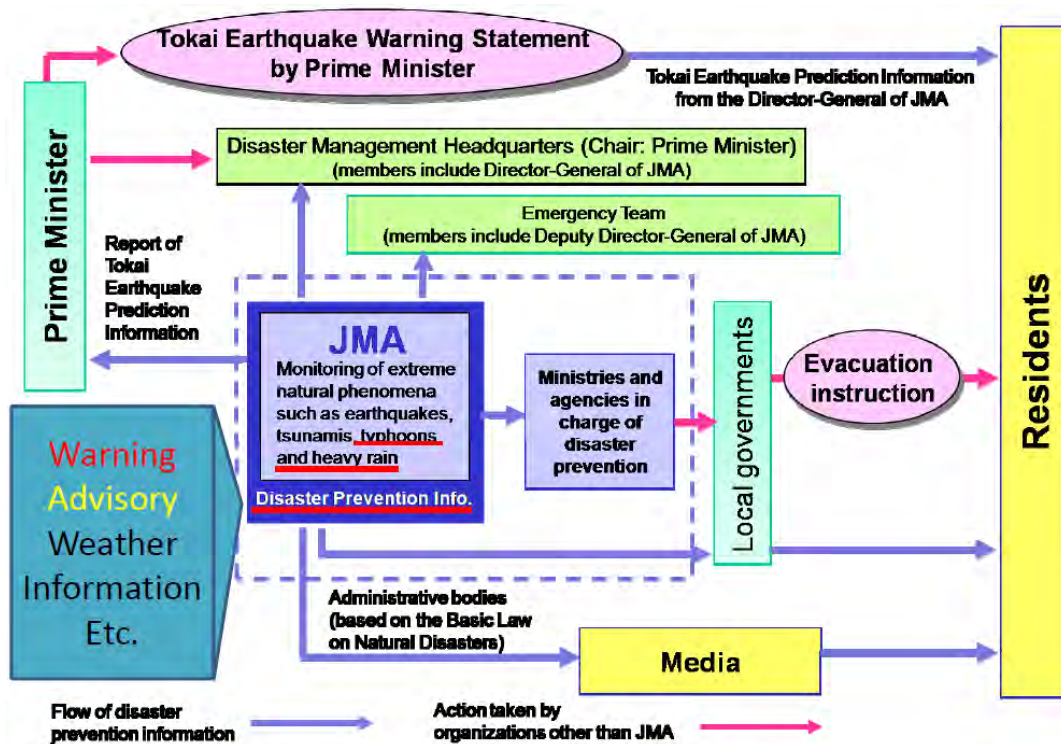 Tokai Earthquake Warning Statement
by Prime Minister
Tokai Earthquake Prediction Information
from the Director-General of JMA
Prime Minister
Disaster Management Headquarters (Chair: Prime Minister)
(members include Director-General of JMA)
Emergency Team
(members include Deputy Director-General of JMA)
Report of
Tokai
Earthquake
Prediction
Information
JMA
Monitoring of extreme
natural phenomena
such as earthquakes,
tsunamis, typhoons
and heavy rain
Disaster Prevention Info.
Ministries and
agencies in
charge of
disaster
prevention
Local governments
Evacuation
instruction
Residents
Warning
Advisory
Weather
Information
Etc.
Administrative bodies
(based on the Basic Law
on Natural Disasters)
Media
Flow of disaster
prevention information
Action taken by
organizations other than JMA